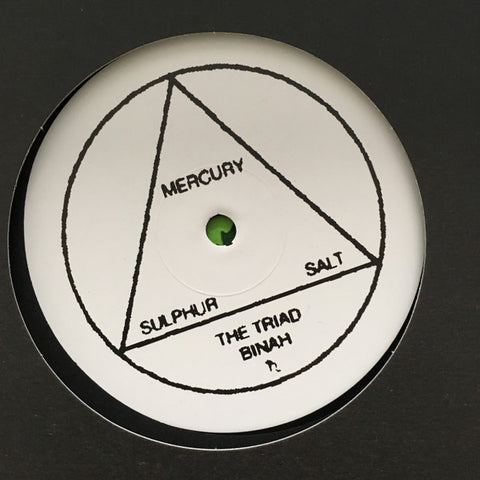 MERCURY
SULPHUR
SALT
THE TRIAD
BINAH